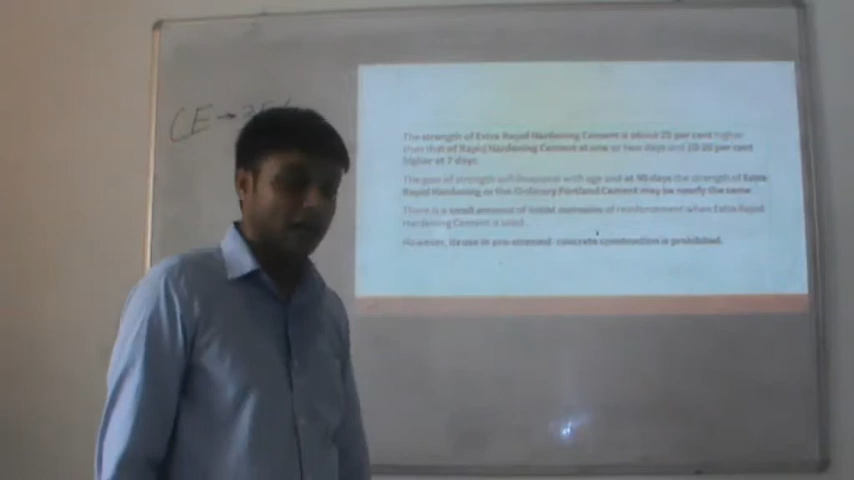 CE →
The strength of Extra Rapid Hardening Cement is about 25 per cent higher
than that of Rapid Hardening Cement at one or two days and 10-20 per cent
higher at 7 days.
The gain of strength will disappear with age and at 90 days the strength of Extra
Rapid Hardening or the Ordinary Portland Cement may be nearly the same.
There is a small amount of initial corrosion of reinforcement when Extra Rapid
Hardening Cement is used.
However, its use in pre-stressed concrete construction is prohibited.